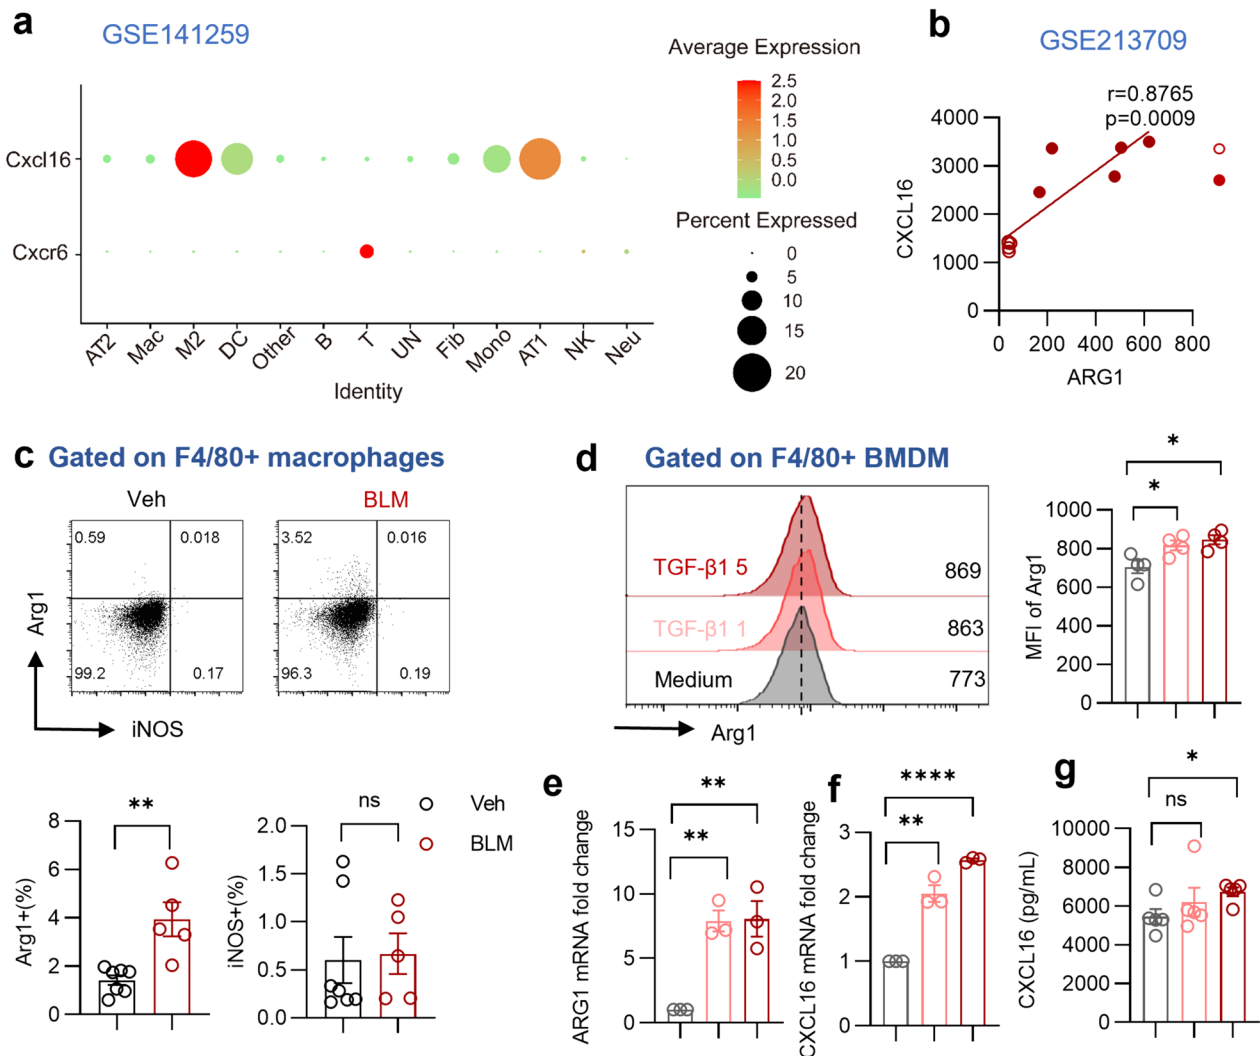 a
GSE141259
Cxcl16
Cxcr6
AT2 Mac M2 DC Other B T UN Fib Mono AT1 NK Neu
Identity
Average Expression
2.5
2.0
1.5
1.0
0.5
0.0
Percent Expressed
0
5
10
15
20
b
GSE213709
r=0.8765
p=0.0009
4000
3000
2000
1000
0
CXCL16
0 200 400 600 800
ARG1
c Gated on F4/80+ macrophages
Veh BLM
0.59 0.018
99.2 0.17
3.52 0.016
96.3 0.19
Arg1
iNOS
8
6
4
2
0
Arg1+(%)
**
2.0
1.5
1.0
0.5
0.0
iNOS+(%)
ns
Veh
BLM
d Gated on F4/80+ BMDM
TGF-β1 5 869
TGF-β1 1 863
Medium 773
Arg1
*
*
1000
800
600
400
200
0
MFI of Arg1
e
**
**
15
10
5
0
ARG1 mRNA fold change
f
****
**
3
2
1
0
CXCL16 mRNA fold change
g
*
ns
10000
8000
6000
4000
2000
0
CXCL16 (pg/mL)